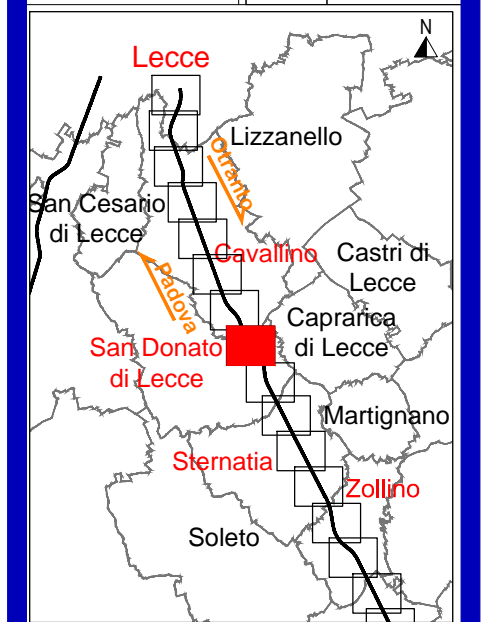 N
Lecce
Lizzanello
Otranto
San Cesario
di Lecce
Cavallino
Castri di
Lecce
Padova
Caprarica
di Lecce
San Donato
di Lecce
Martignano
Sternatia
Zollino
Soleto